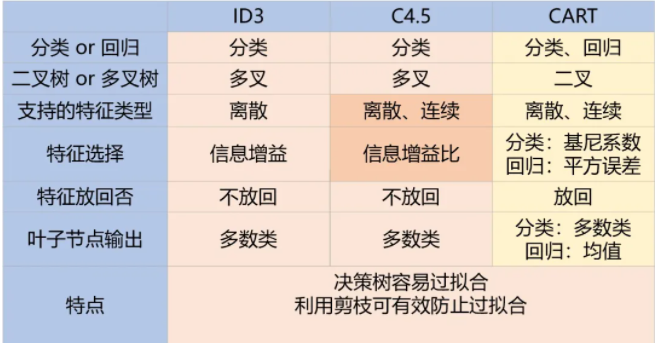 ID3 C4.5 CART
分类 or 回归 分类 分类 分类、回归
二叉树 or 多叉树 多叉 多叉 二叉
支持的特征类型 离散 离散、连续 离散、连续
特征选择 信息增益 信息增益比 分类：基尼系数
回归：平方误差
特征放回否 不放回 不放回 放回
叶子节点输出 多数类 多数类 分类：多数类
回归：均值
特点 决策树容易过拟合
利用剪枝可有效防止过拟合